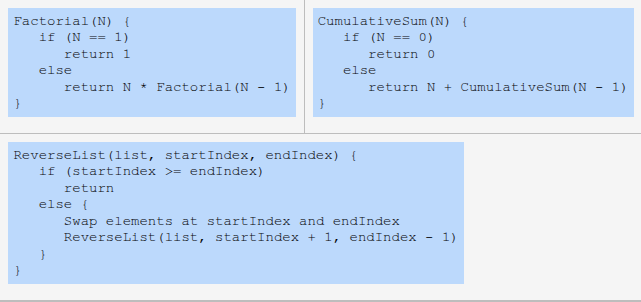 Factorial(N) {
   if (N == 1)
      return 1
   else
      return N * Factorial(N - 1)
}
CumulativeSum(N) {
   if (N == 0)
      return 0
   else
      return N + CumulativeSum(N - 1)
}
ReverseList(list, startIndex, endIndex) {
   if (startIndex >= endIndex)
      return
   else {
      Swap elements at startIndex and endIndex
      ReverseList(list, startIndex + 1, endIndex - 1)
   }
}